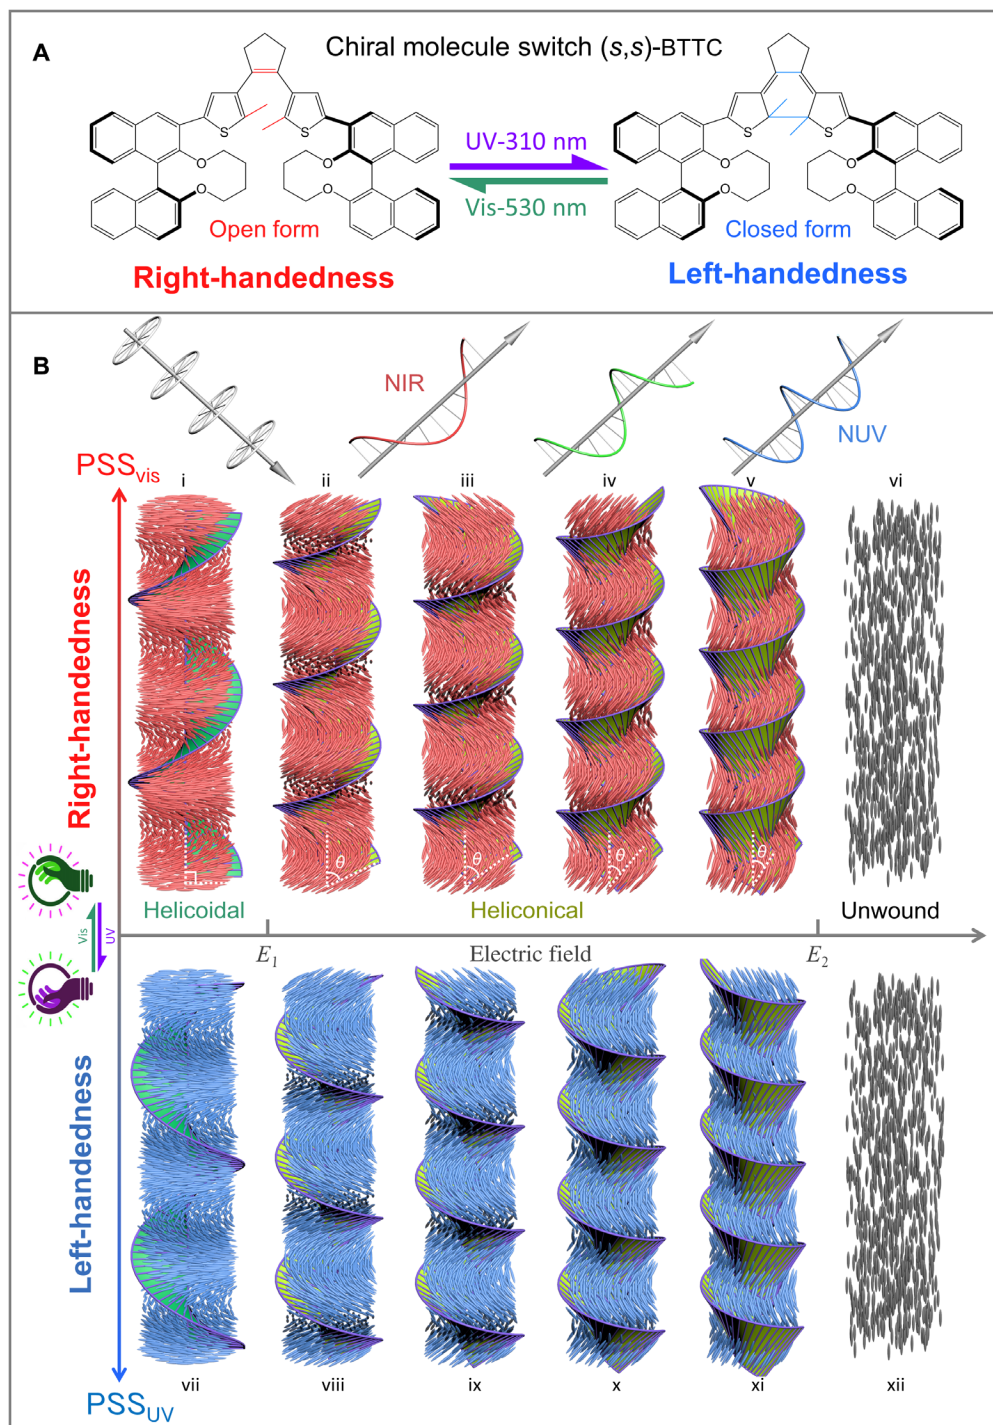 A
Chiral molecule switch (s,s)-BTTC
S
S
O
O
O
O
Open form
Right-handedness
UV-310 nm
Vis-530 nm
S
S
O
O
O
O
Closed form
Left-handedness
B
NIR
NUV
PSSvis
i
ii
iii
iv
v
vi
Right-handedness
θ
θ
θ
θ
Helicoidal
Heliconical
Unwound
Vis
UV
E1
Electric field
E2
Left-handedness
PSSUV
vii
viii
ix
x
xi
xii